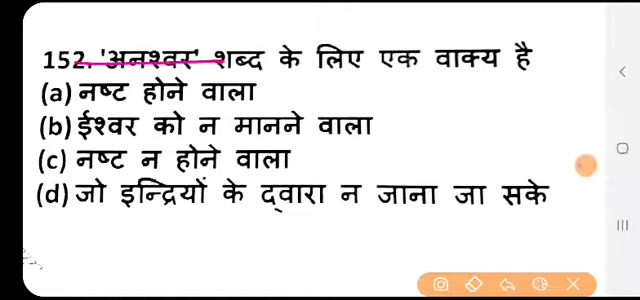 152. 'अनश्वर' शब्द के लिए एक वाक्य है
(a) नष्ट होने वाला
(b) ईश्वर को न मानने वाला
(c) नष्ट न होने वाला
(d) जो इन्द्रियों के द्वारा न जाना जा सके